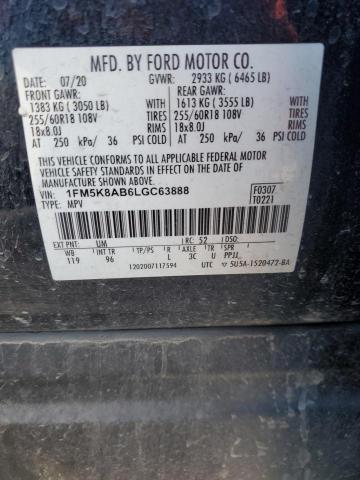 MFD. BY FORD MOTOR CO.
DATE: 07/20 GVWR: 2933 KG ( 6465 LB)
FRONT GAWR: REAR GAWR:
1383 KG ( 3050 LB) 1613 KG ( 3555 LB)
255/60R18 108V TIRES 255/60R18 108V
18x8.0J RIMS 18x8.0J
AT 250 kPa/ 36 PSI COLD AT 250 kPa/ 36 PSI COLD
THIS VEHICLE CONFORMS TO ALL APPLICABLE FEDERAL MOTOR
VEHICLE SAFETY AND THEFT PREVENTION STANDARDS IN EFFECT
ON THE DATE OF MANUFACTURE SHOWN ABOVE.
VIN: 1FM5K8AB6LGC63888 F0307
TYPE: MPV T0221
EXT PNT: UM RC: 52 DSO:
WB INT TR TP/PS R AXLE TR SPR
119 96 L 3C U PPJJ
1202007117594 UTC 5U5A-1520472-BA